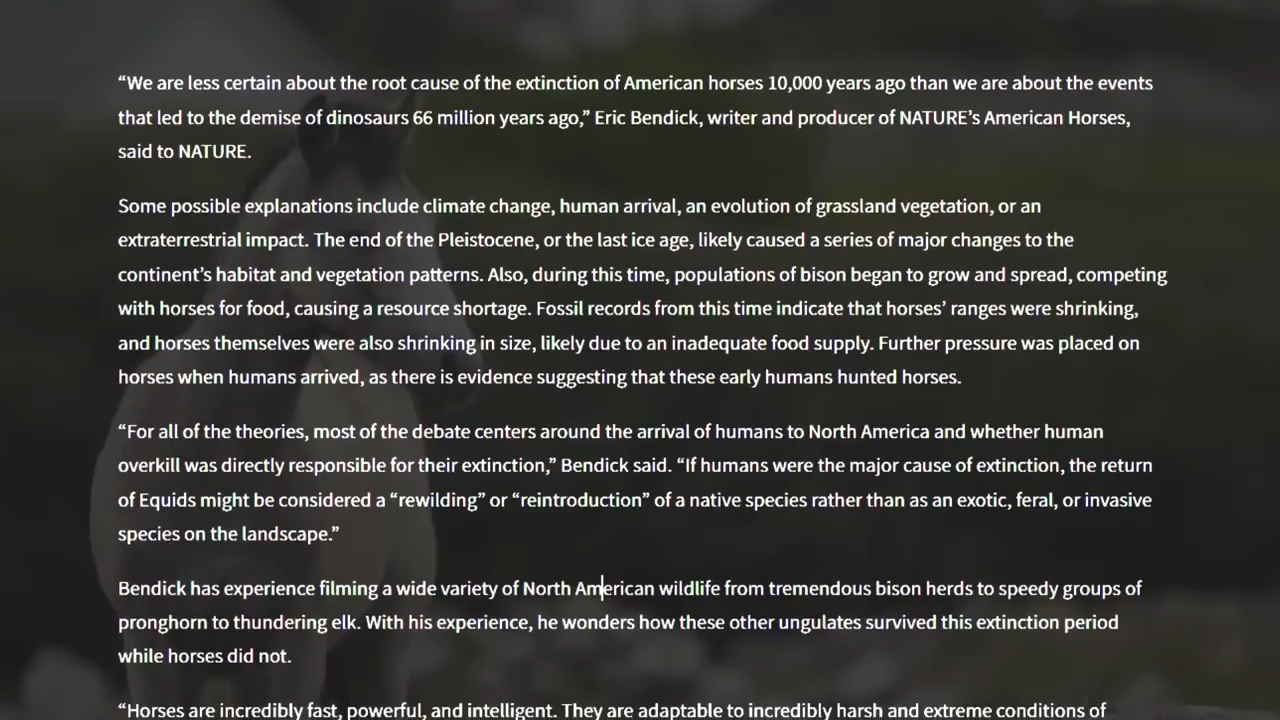 “We are less certain about the root cause of the extinction of American horses 10,000 years ago than we are about the events
that led to the demise of dinosaurs 66 million years ago,” Eric Bendick, writer and producer of NATURE’s American Horses,
said to NATURE.
Some possible explanations include climate change, human arrival, an evolution of grassland vegetation, or an
extraterrestrial impact. The end of the Pleistocene, or the last ice age, likely caused a series of major changes to the
continent’s habitat and vegetation patterns. Also, during this time, populations of bison began to grow and spread, competing
with horses for food, causing a resource shortage. Fossil records from this time indicate that horses’ ranges were shrinking,
and horses themselves were also shrinking in size, likely due to an inadequate food supply. Further pressure was placed on
horses when humans arrived, as there is evidence suggesting that these early humans hunted horses.
“For all of the theories, most of the debate centers around the arrival of humans to North America and whether human
overkill was directly responsible for their extinction,” Bendick said. “If humans were the major cause of extinction, the return
of Equids might be considered a “rewilding” or “reintroduction” of a native species rather than as an exotic, feral, or invasive
species on the landscape.”
Bendick has experience filming a wide variety of North American wildlife from tremendous bison herds to speedy groups of
pronghorn to thundering elk. With his experience, he wonders how these other ungulates survived this extinction period
while horses did not.
“Horses are incredibly fast, powerful, and intelligent. They are adaptable to incredibly harsh and extreme conditions of